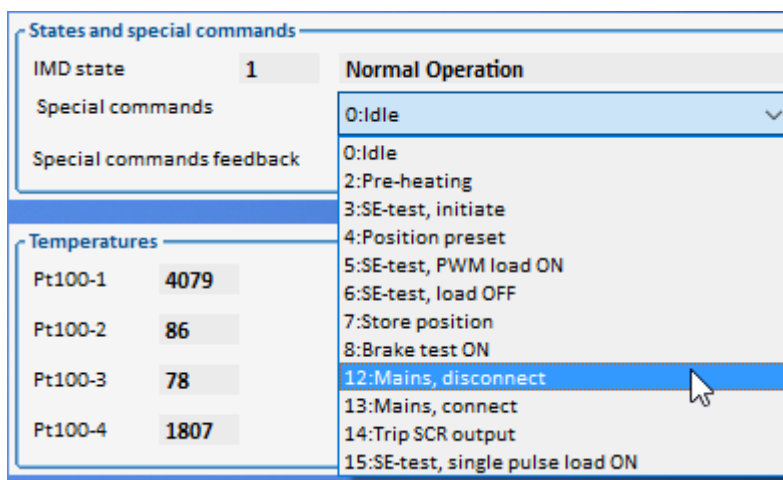 States and special commands
IMD state 1 Normal Operation
Special commands 0:Idle
Special commands feedback
0:Idle
2:Pre-heating
3:SE-test, initiate
4:Position preset
5:SE-test, PWM load ON
6:SE-test, load OFF
7:Store position
8:Brake test ON
12:Mains, disconnect
13:Mains, connect
14:Trip SCR output
15:SE-test, single pulse load ON
Temperatures
Pt100-1 4079
Pt100-2 86
Pt100-3 78
Pt100-4 1807